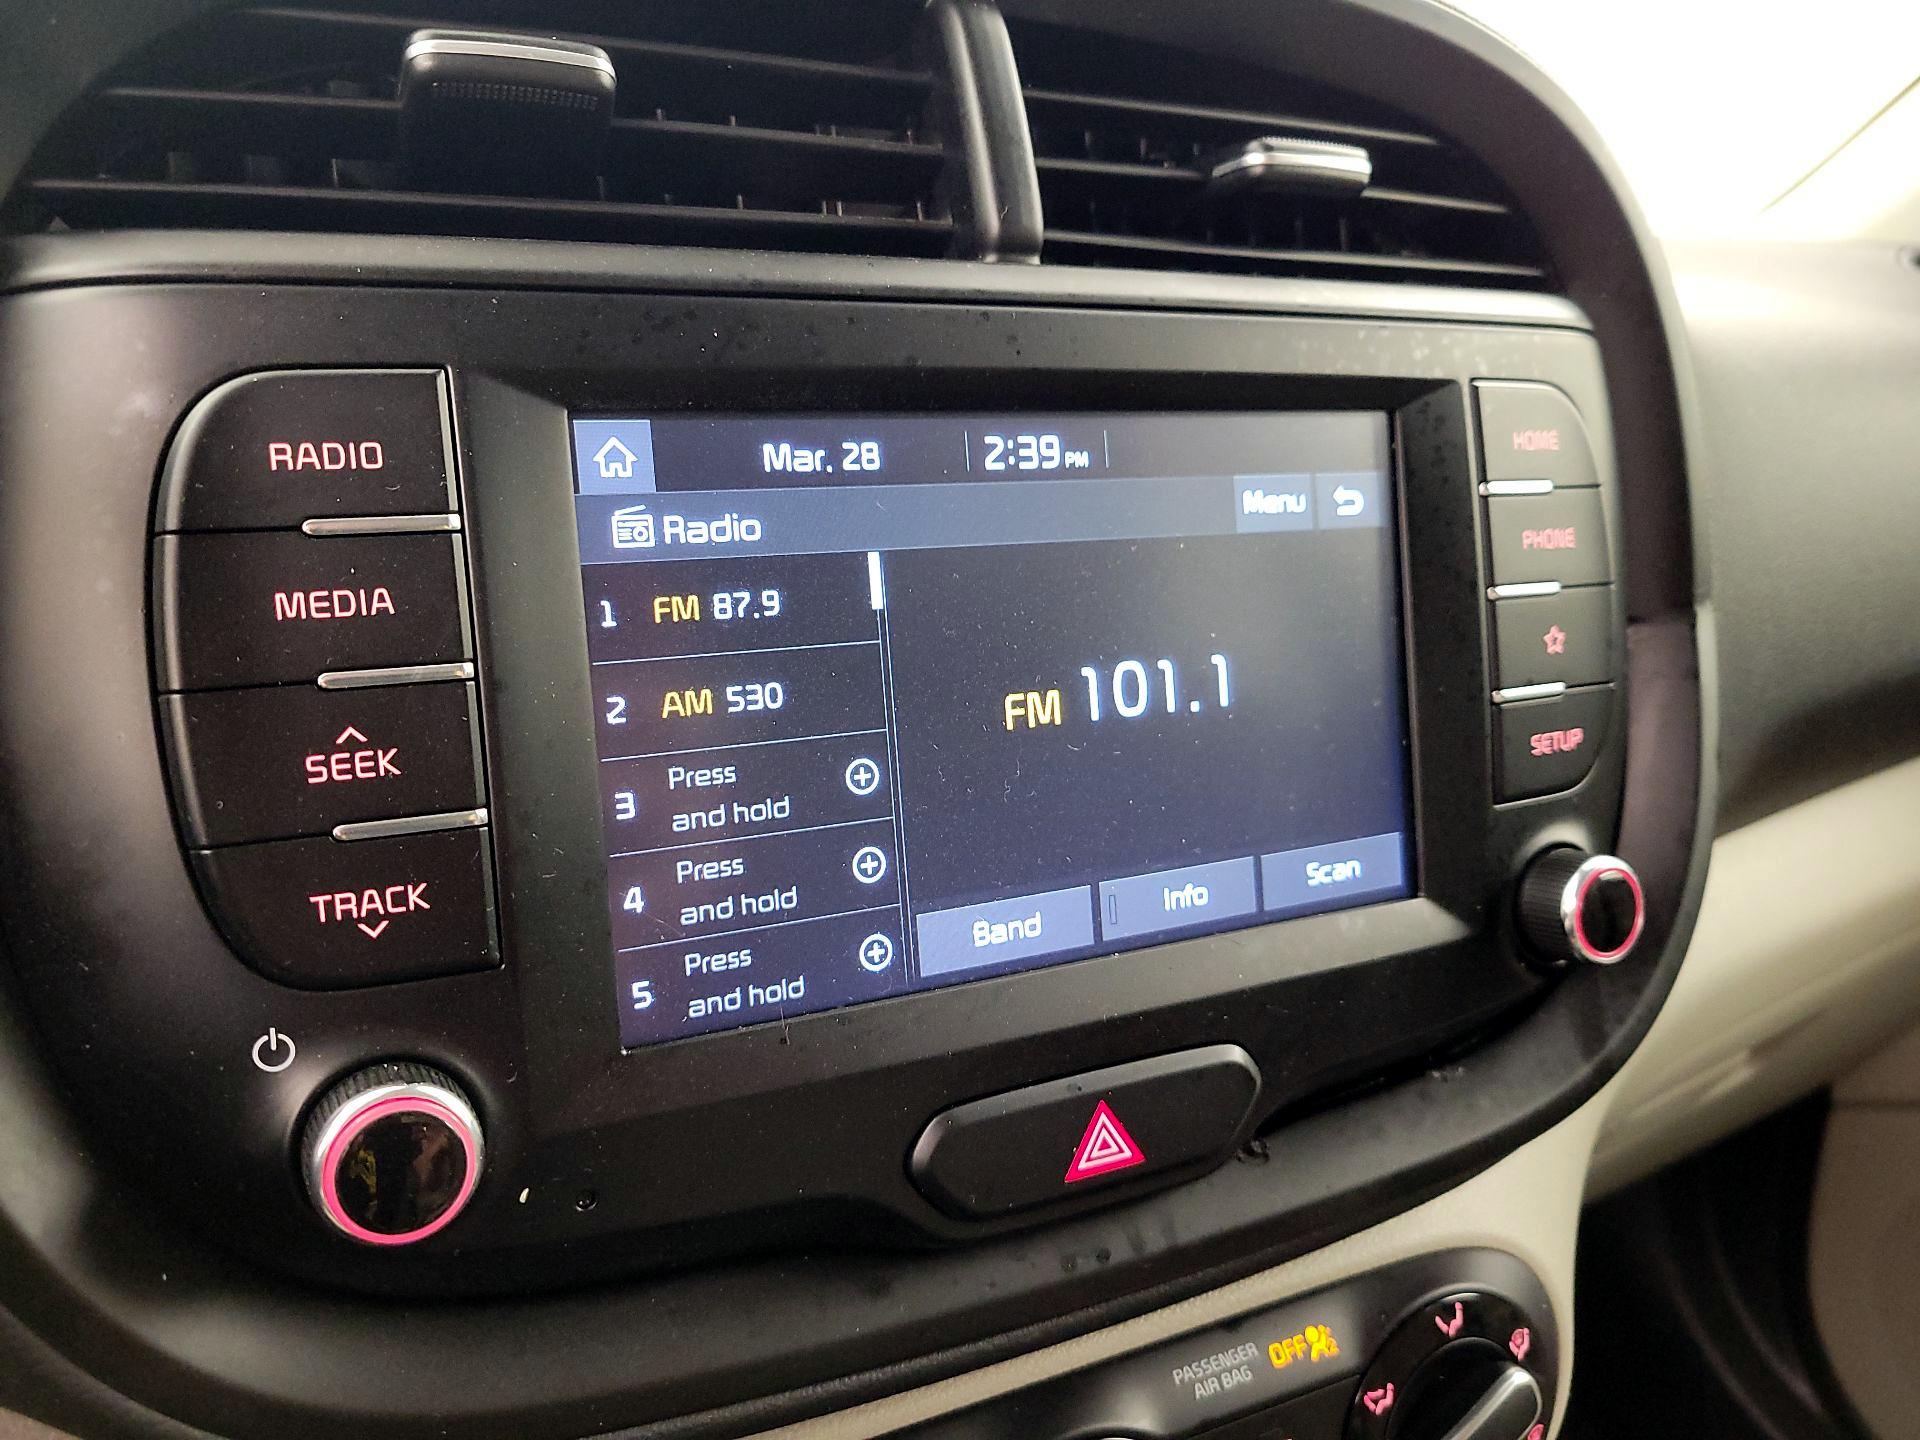 RADIO
MEDIA
SEEK
TRACK
Mar. 28
2:39 PM
Radio
Menu
1 FM 87.9
2 AM 530
3 Press
and hold
4 Press
and hold
5 Press
and hold
FM 101.1
Band
Info
Scan
HOME
PHONE
SETUP
PASSENGER
AIR BAG
OFF 2